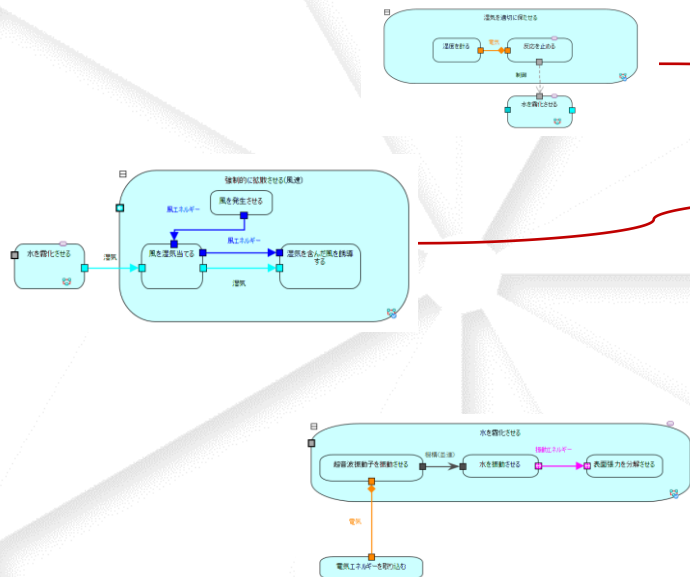 湿気を適切に保たせる
湿度を計る
電気
反応を止める
制御
水を霧化させる
強制的に拡散させる(風速)
風を発生させる
風エネルギー
風エネルギー
水を霧化させる
湿気
風を湿気当てる
湿気を含んだ風を誘導
する
湿気
水を霧化させる
超音波振動子を振動させる
機構(並進)
水を振動させる
振動エネルギー
表面張力を分解させる
電気
電気エネルギーを取り込む